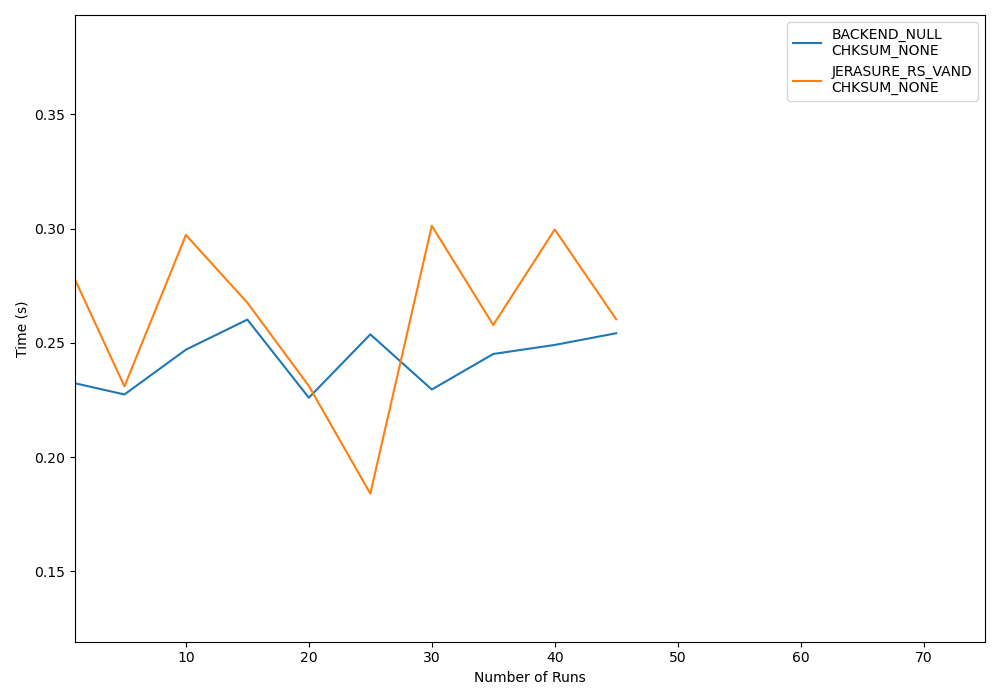 BACKEND_NULL
CHKSUM_NONE
JERASURE_RS_VAND
CHKSUM_NONE
Time (s)
0.35
0.30
0.25
0.20
0.15
10 20 30 40 50 60 70
Number of Runs